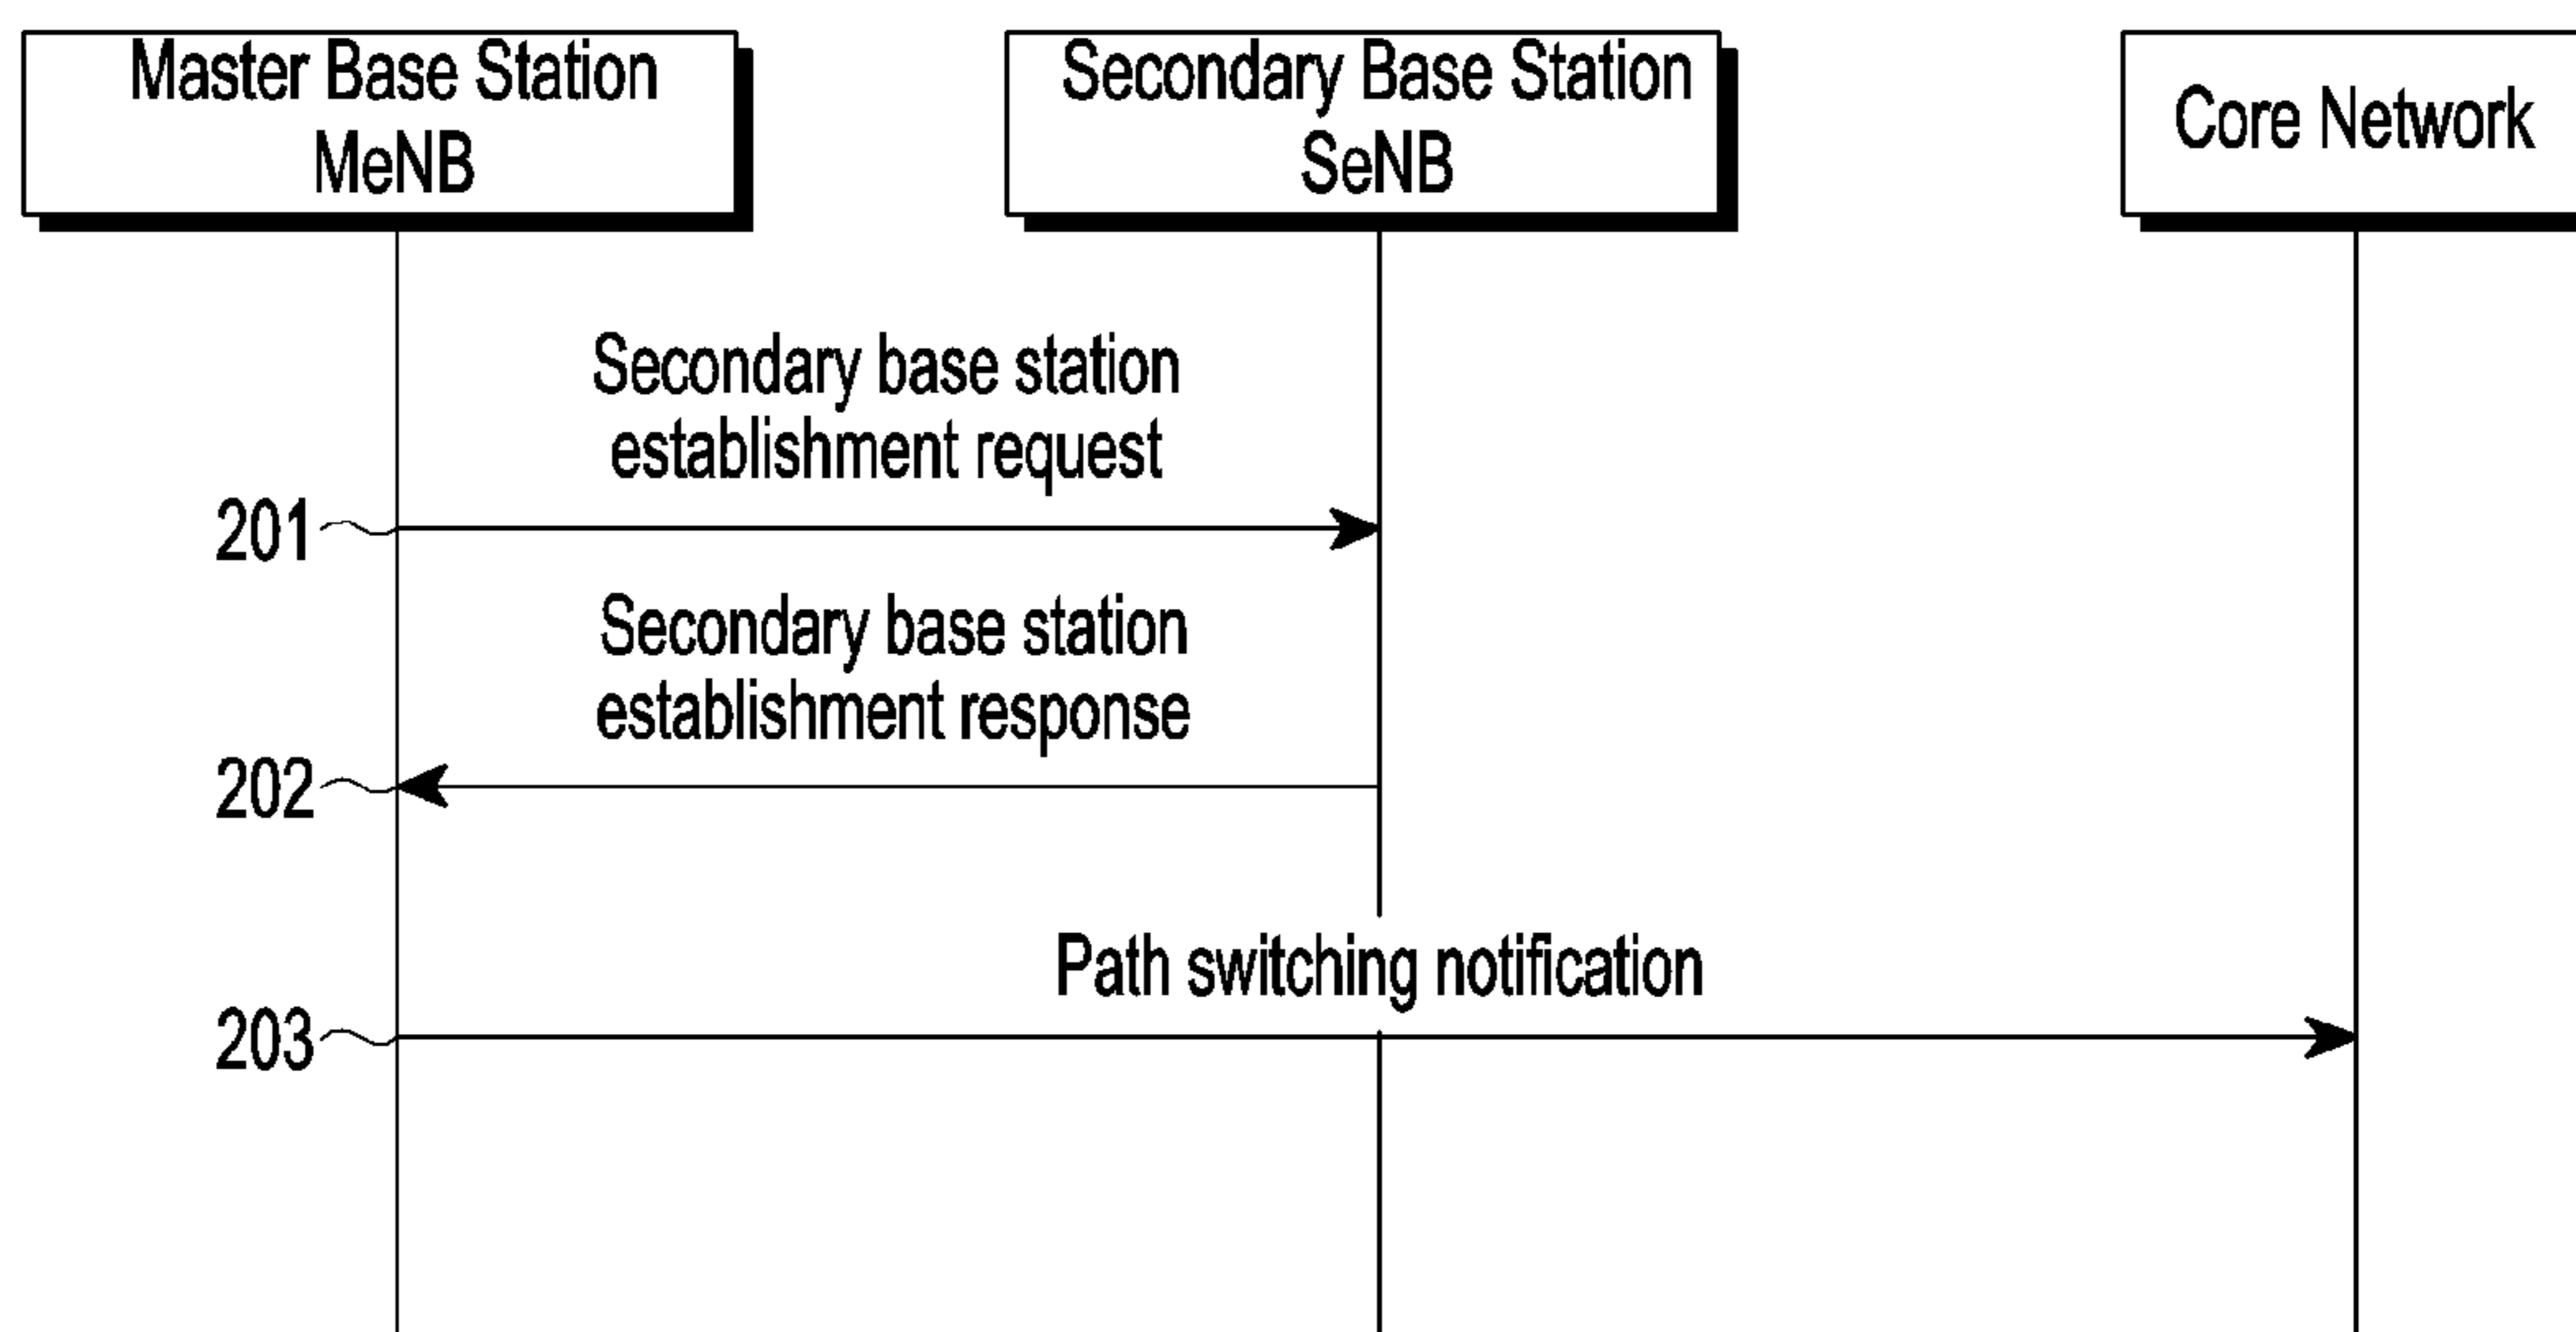 Master Base Station
MeNB
Secondary Base Station
SeNB
Core Network
Secondary base station
establishment request
201
Secondary base station
establishment response
202
Path switching notification
203